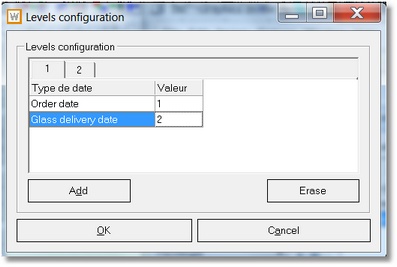 Levels configuration
Levels configuration
1 2
Type de date Valeur
Order date 1
Glass delivery date 2
Add Erase
OK Cancel